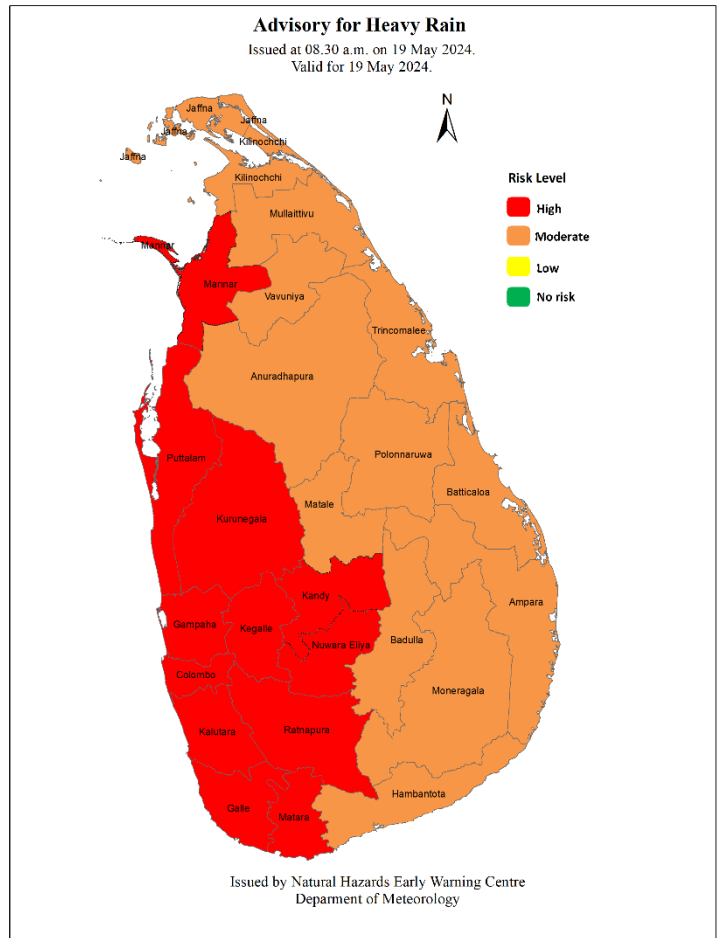 Advisory for Heavy Rain
Issued at 08.30 a.m. on 19 May 2024.
Valid for 19 May 2024.
N
Jaffna
Jaffna
Jaffna
Jaffna
Kilinochchi
Kilinochchi
Mullaittivu
Mannar
Mannar
Vavuniya
Trincomalee
Anuradhapura
Polonnaruwa
Puttalam
Batticaloa
Matale
Kurunegala
Kandy
Ampara
Gampaha
Kegalle
Nuwara Eliya
Badulla
Colombo
Moneragala
Kalutara
Ratnapura
Hambantota
Galle
Matara
Risk Level
High
Moderate
Low
No risk
Issued by Natural Hazards Early Warning Centre
Deparment of Meteorology